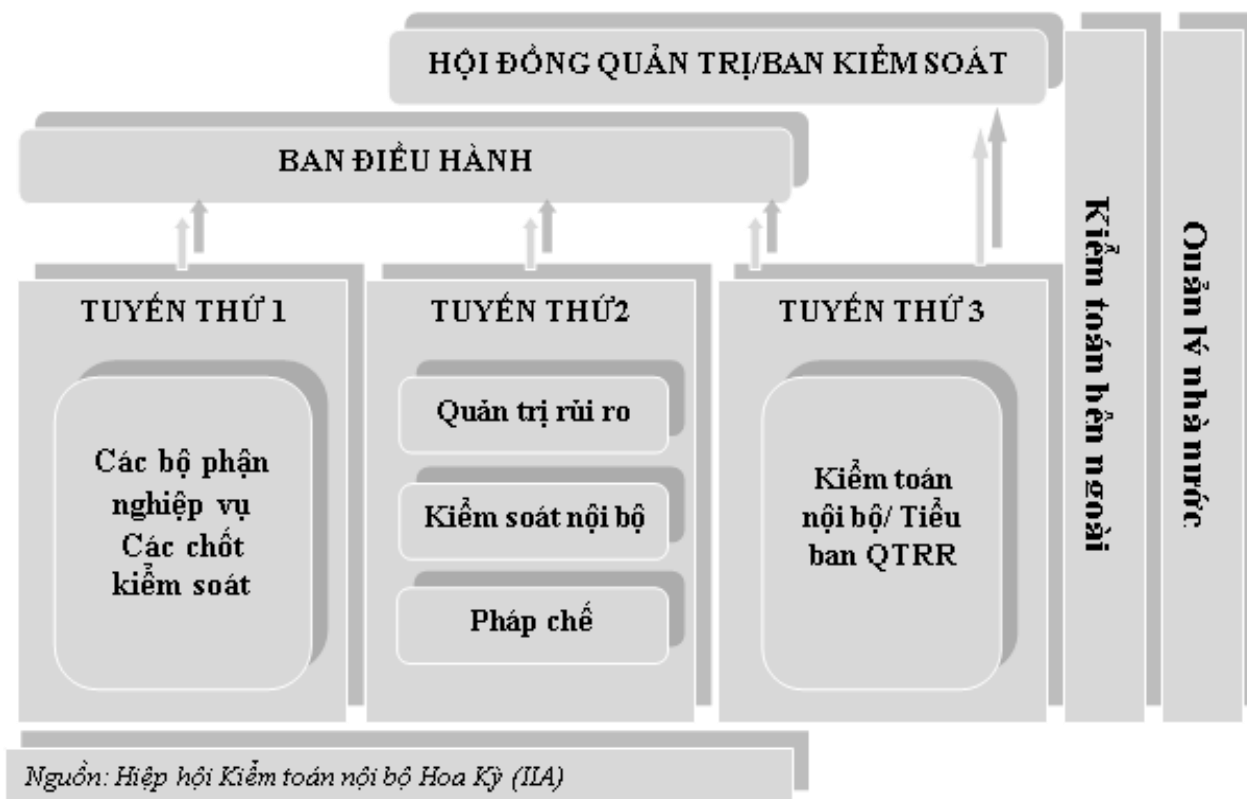 HỘI ĐỒNG QUẢN TRỊ/BAN KIỂM SOÁT
BAN ĐIỀU HÀNH
TUYẾN THỨ 1
Các bộ phận
nghiệp vụ
Các chốt
kiểm soát
TUYẾN THỨ2
Quản trị rủi ro
Kiểm soát nội bộ
Pháp chế
TUYẾN THỨ 3
Kiểm toán
nội bộ/ Tiểu
ban QTRR
Kiểm toán bên ngoài
Quản lý nhà nước
Nguồn: Hiệp hội Kiểm toán nội bộ Hoa Kỳ (IIA)